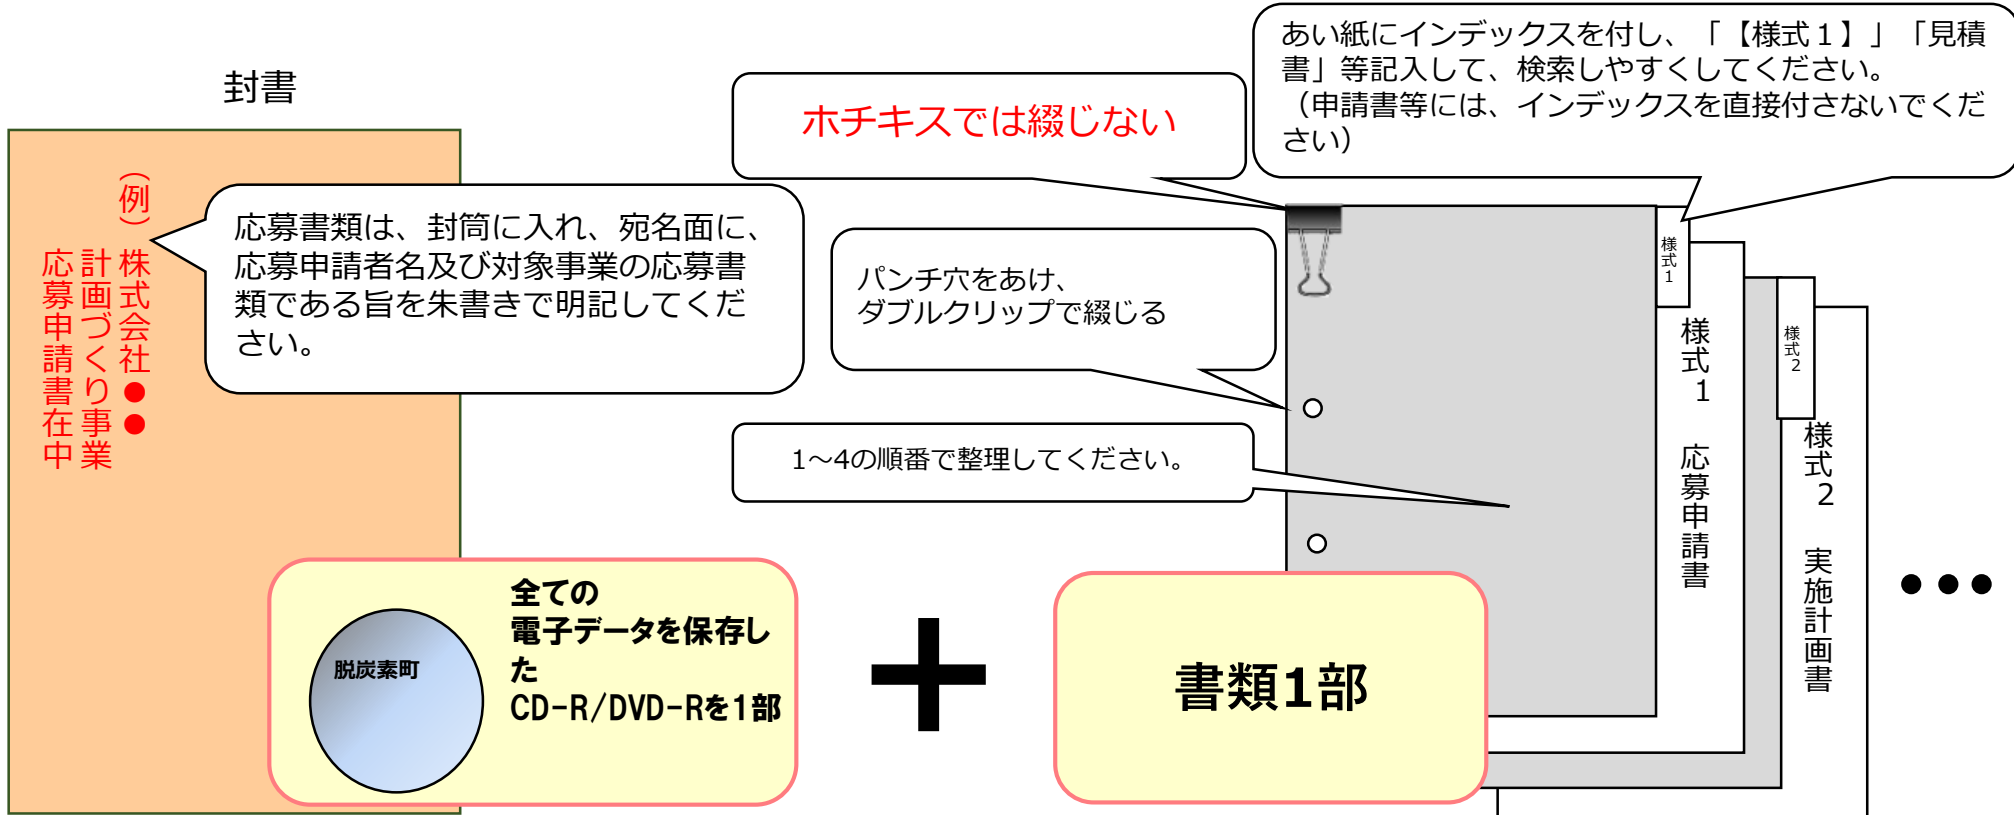 封書
(例)株式会社●●
計画づくり事業
応募申請書在中
応募書類は、封筒に入れ、宛名面に、
応募申請者名及び対象事業の応募書
類である旨を朱書きで明記してくだ
さい。
ホチキスでは綴じない
あい紙にインデックスを付し、「【様式１】」「見積
書」等記入して、検索しやすくしてください。
（申請書等には、インデックスを直接付さないでくだ
さい）
パンチ穴をあけ、
ダブルクリップで綴じる
1～4の順番で整理してください。
様式1
様式1　応募申請書
様式2
様式2　実施計画書
●●●
脱炭素町
全ての
電子データを保存し
た
CD-R/DVD-Rを1部
＋
書類1部